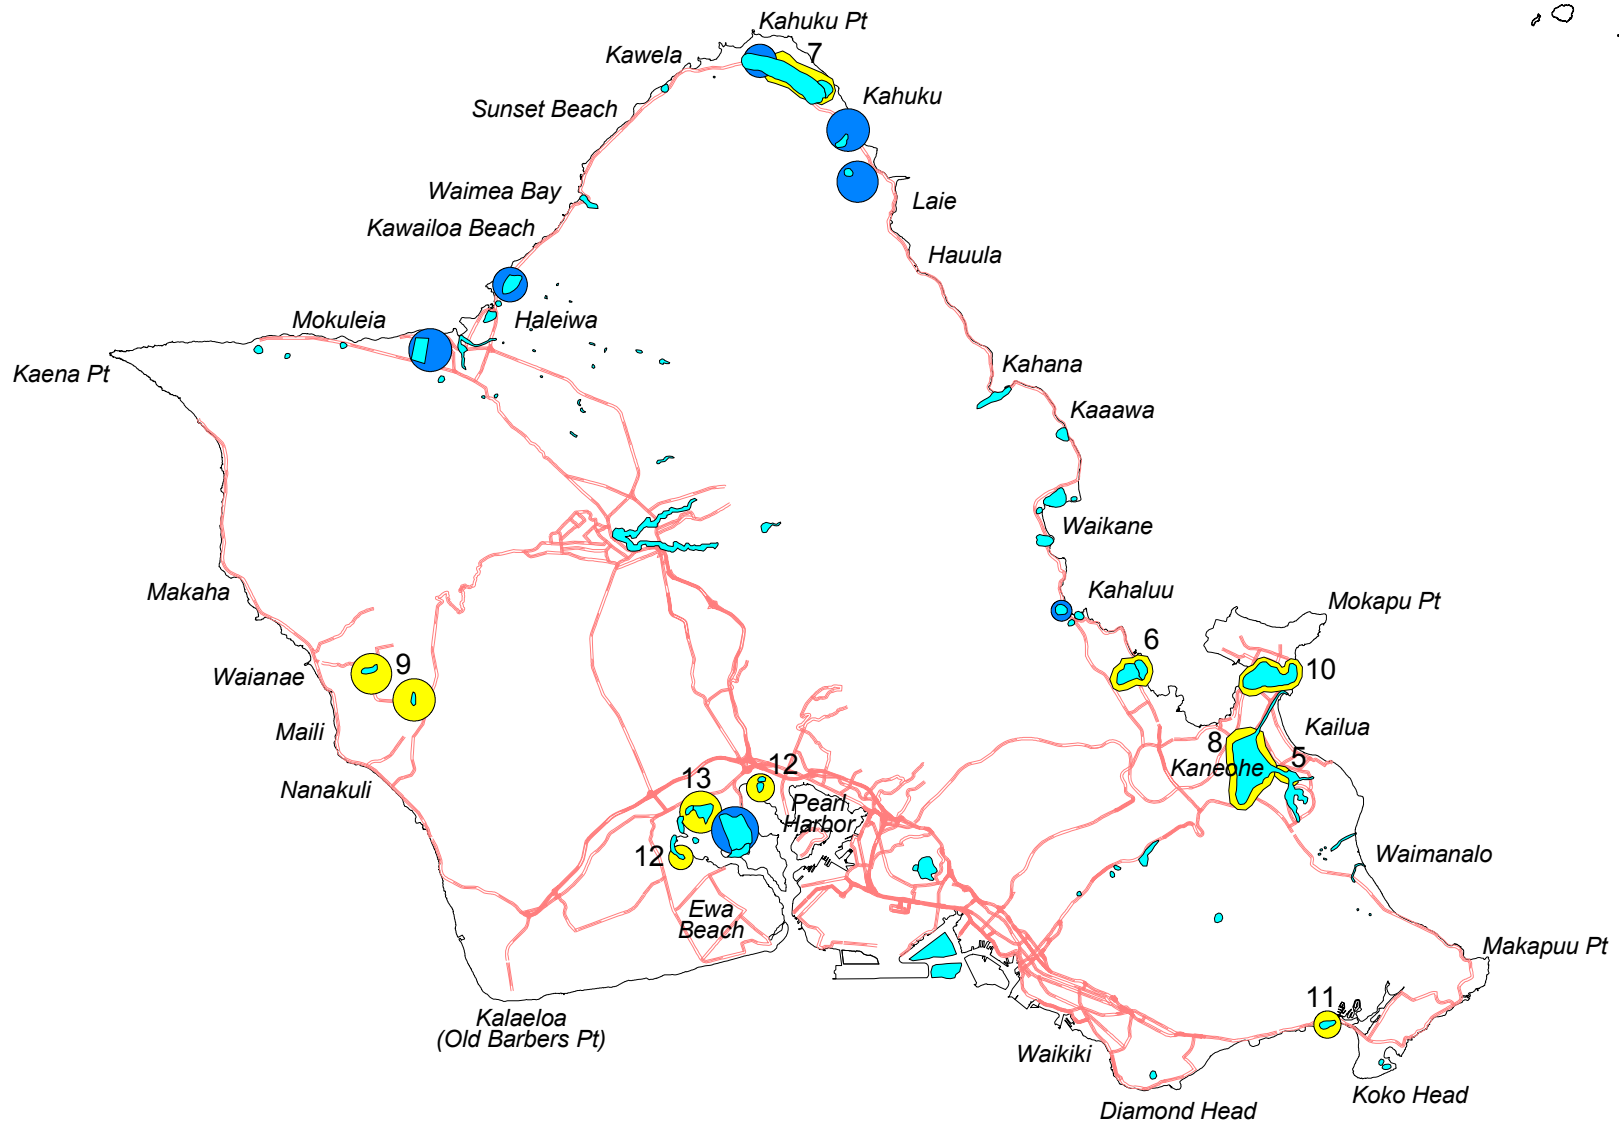 Kahuku Pt
Kawela
7
Kahuku
Sunset Beach
Waimea Bay
Laie
Kawailoa Beach
Hauula
Mokuleia
Haleiwa
Kaena Pt
Kahana
Kaaawa
Waikane
Makaha
Kahaluu
Mokapu Pt
6
Waianae
9
10
Maili
Kailua
8
Kaneohe
5
Nanakuli
13
12
Pearl
Harbor
12
Waimanalo
Ewa
Beach
Makapuu Pt
11
Kalaeloa
(Old Barbers Pt)
Waikiki
Koko Head
Diamond Head